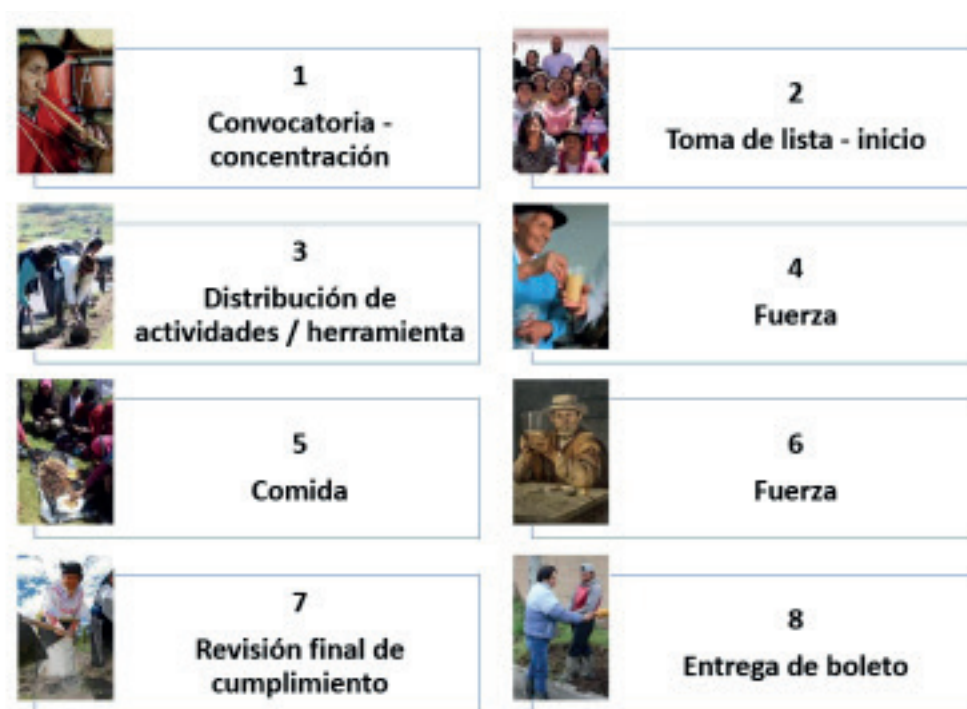 1
Convocatoria -
concentración
2
Toma de lista - inicio
3
Distribución de
actividades / herramienta
4
Fuerza
5
Comida
6
Fuerza
7
Revisión final de
cumplimiento
8
Entrega de boleto